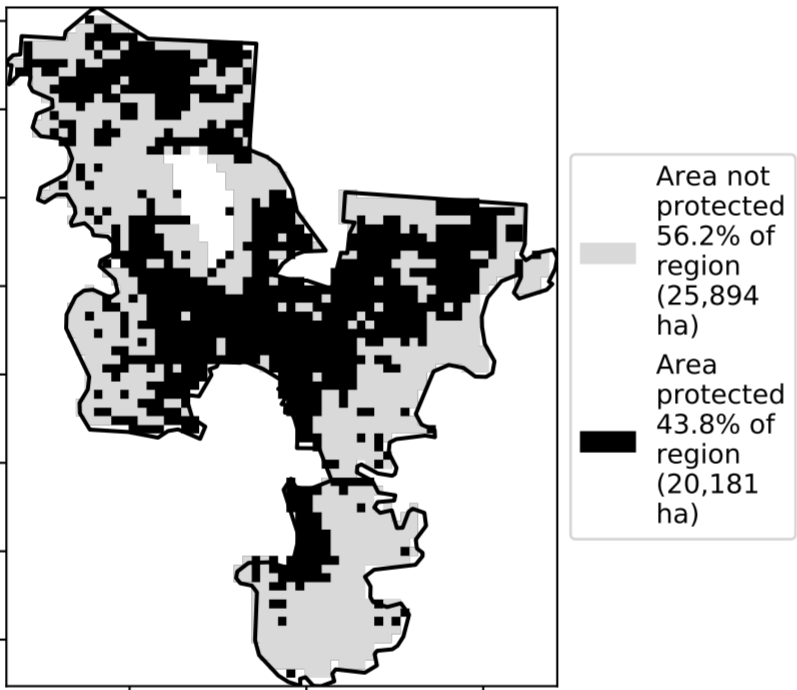 Area not
protected
56.2% of
region
(25,894
ha)
Area
protected
43.8% of
region
(20,181
ha)